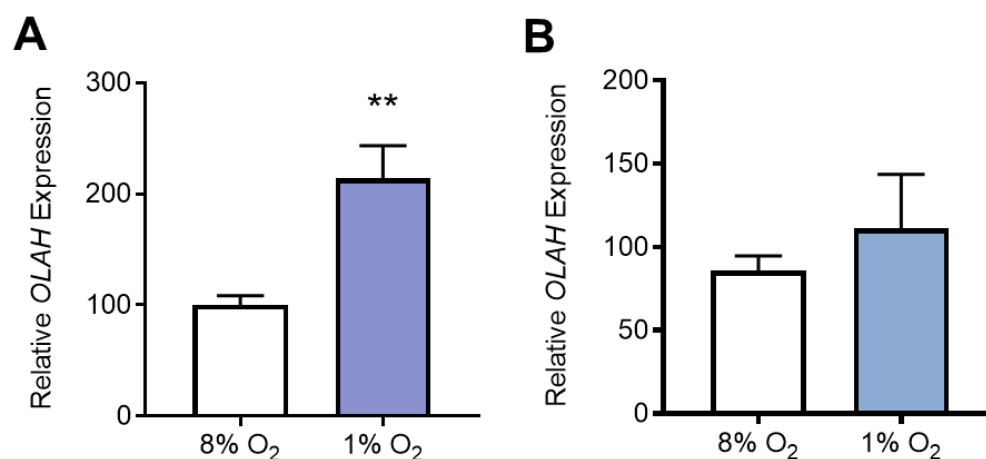 A
Relative OLAH Expression
300
200
100
0
**
8% O₂
1% O₂
B
Relative OLAH Expression
200
150
100
50
0
8% O₂
1% O₂